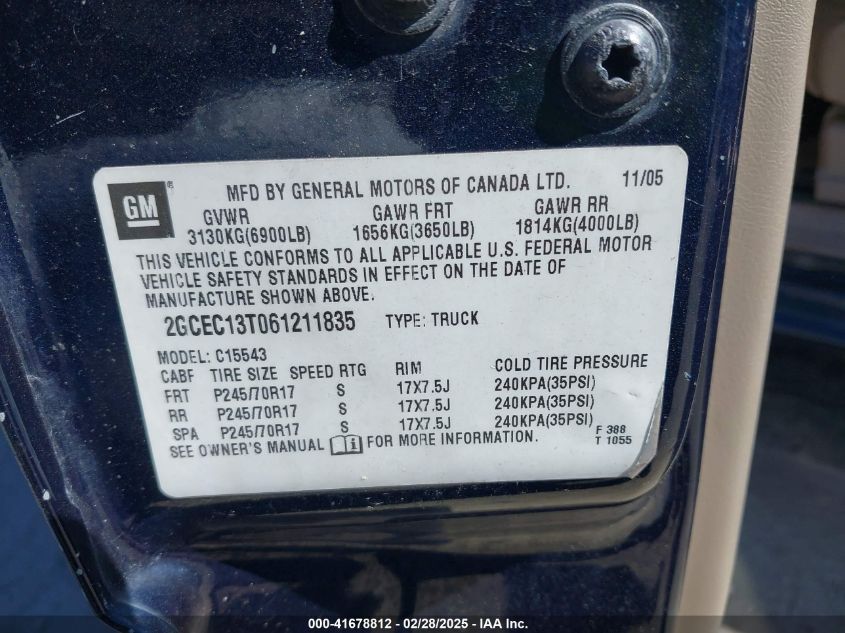 GM ® MFD BY GENERAL MOTORS OF CANADA LTD. 11/05
GVWR GAWR FRT GAWR RR
3130KG(6900LB) 1656KG(3650LB) 1814KG(4000LB)
THIS VEHICLE CONFORMS TO ALL APPLICABLE U.S. FEDERAL MOTOR
VEHICLE SAFETY STANDARDS IN EFFECT ON THE DATE OF
MANUFACTURE SHOWN ABOVE.
2GCEC13T061211835 TYPE: TRUCK
MODEL: C15543
CABF TIRE SIZE SPEED RTG RIM COLD TIRE PRESSURE
FRT P245/70R17 S 17X7.5J 240KPA(35PSI)
RR P245/70R17 S 17X7.5J 240KPA(35PSI)
SPA P245/70R17 S 17X7.5J 240KPA(35PSI)
SEE OWNER'S MANUAL i FOR MORE INFORMATION.
F 388
T 1055
000-41678812 - 02/28/2025 - IAA Inc.